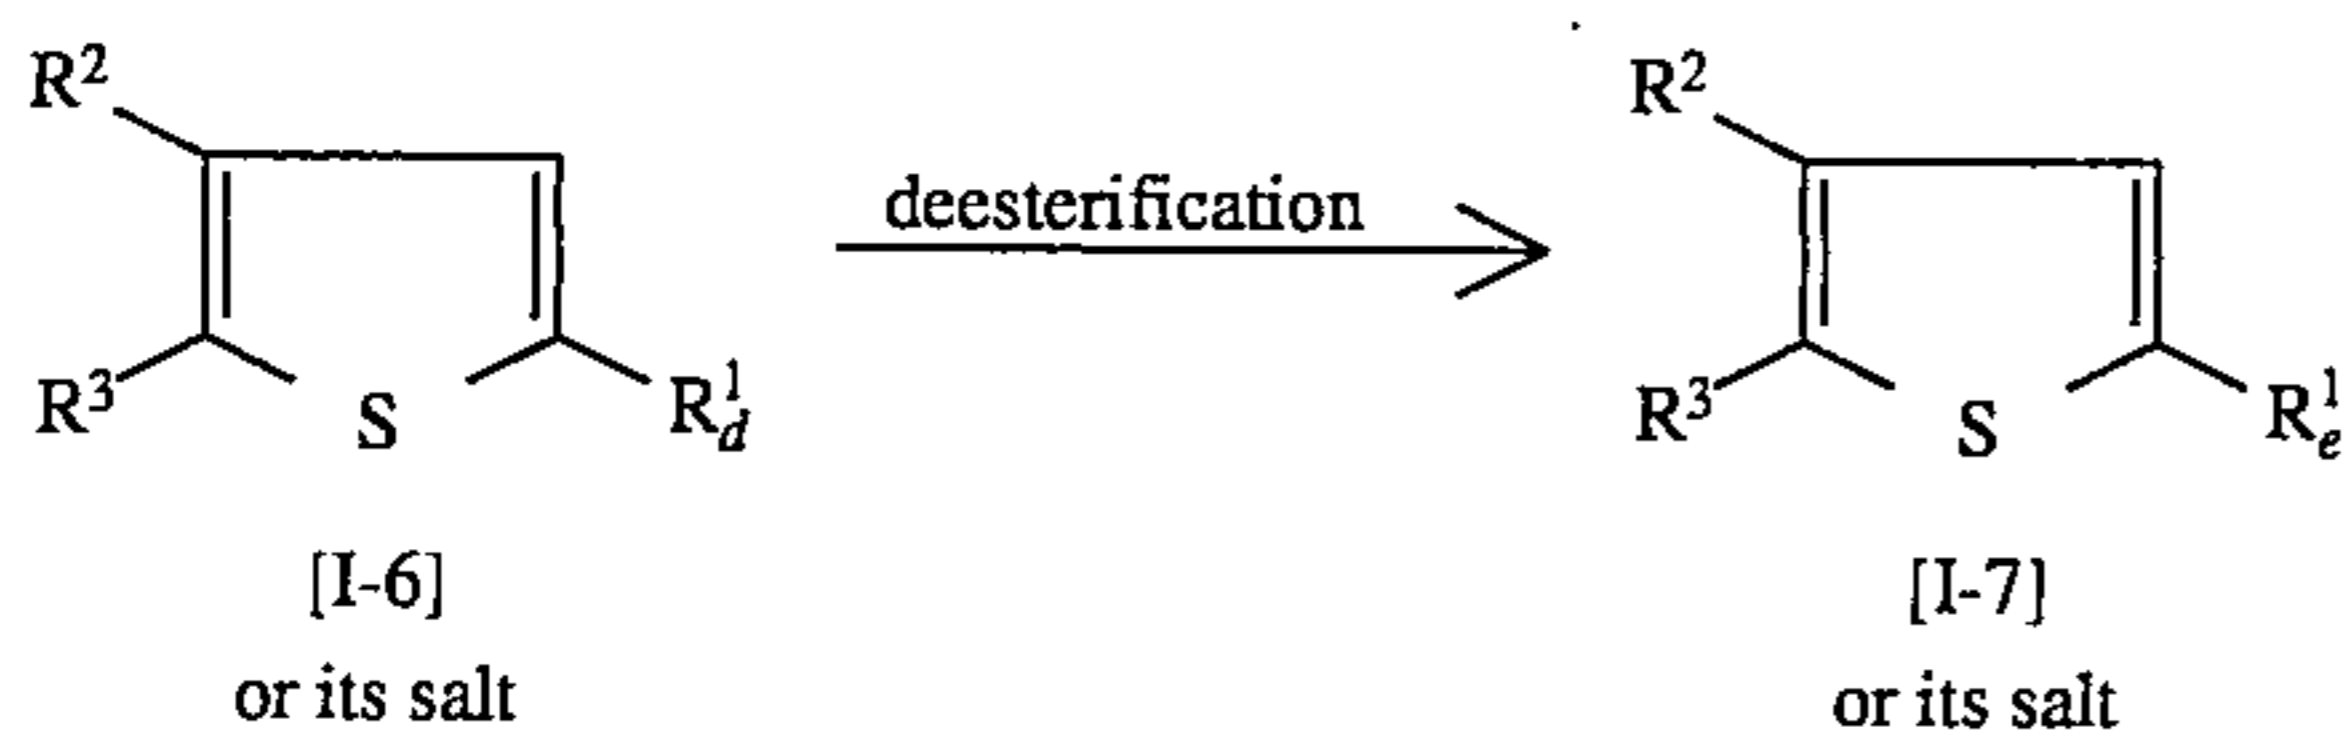 R² R²
deesterification
R³ S R¹d R³ S R¹e
[I-6] [I-7]
or its salt or its salt